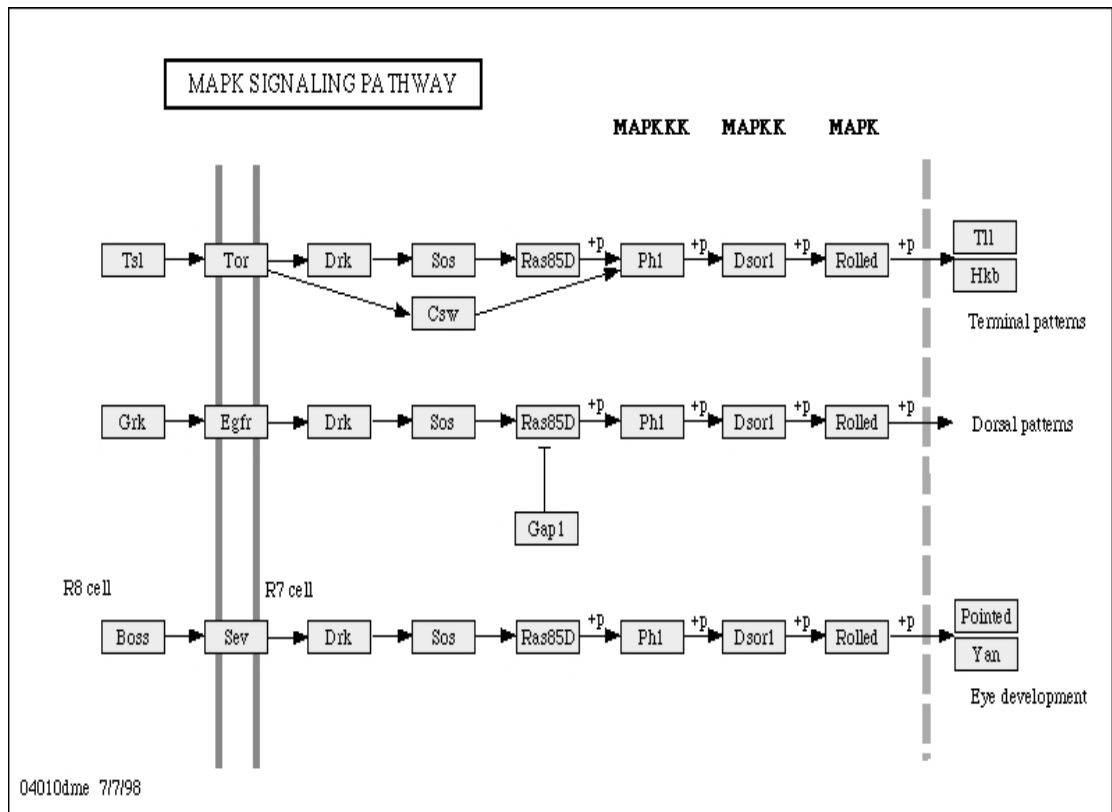 MAPK SIGNALING PATHWAY
MAPKKK MAPKK MAPK
+p +p +p +p
Tsl Tor Drk Sos Ras85D Ph1 Dsor1 Rolled Tll
Hkb
Csw
Terminal patterns
+p +p +p +p
Grk Egfr Drk Sos Ras85D Ph1 Dsor1 Rolled Dorsal patterns
Gap1
R8 cell R7 cell
+p +p +p +p
Boss Sev Drk Sos Ras85D Ph1 Dsor1 Rolled Pointed
Yan
Eye development
04010dme 7/7/98